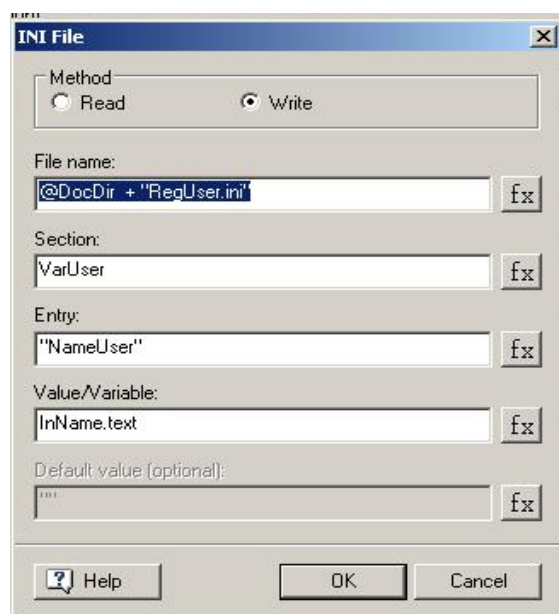 INI File
Method
Read Write
File name:
@DocDir + "RegUser.ini"
fx
Section:
VarUser
fx
Entry:
"NameUser"
fx
Value/Variable:
InName.text
fx
Default value (optional):
""
fx
Help OK Cancel